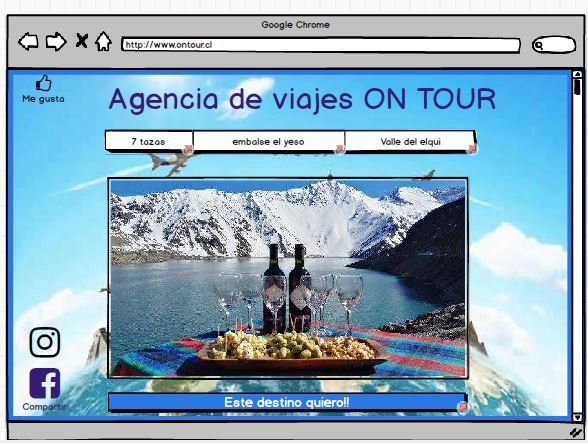 Google Chrome
http://www.ontour.cl
Me gusta
Agencia de viajes ON TOUR
7 tazas
embalse el yeso
Valle del elqui
Compartir
Este destino quiero!!